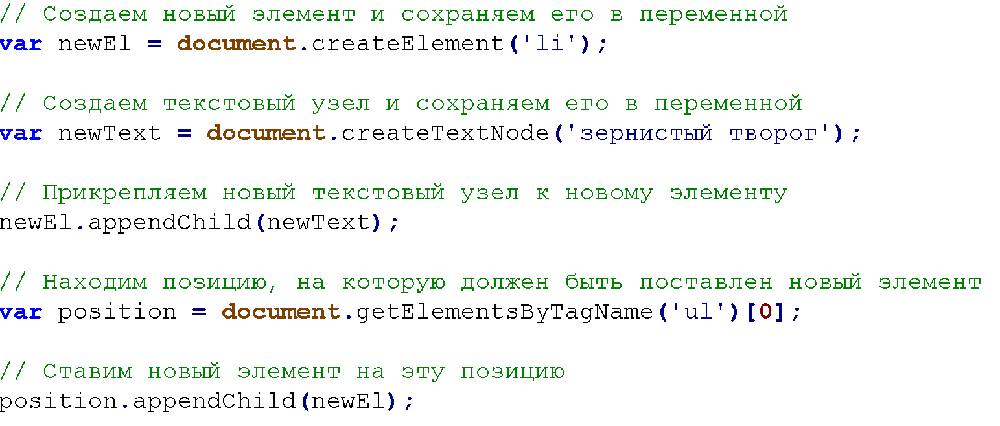 // Создаем новый элемент и сохраняем его в переменной
var newEl = document.createElement('li');
// Создаем текстовый узел и сохраняем его в переменной
var newText = document.createTextNode('зернистый творог');
// Прикрепляем новый текстовый узел к новому элементу
newEl.appendChild(newText);
// Находим позицию, на которую должен быть поставлен новый элемент
var position = document.getElementsByTagName('ul')[0];
// Ставим новый элемент на эту позицию
position.appendChild(newEl);